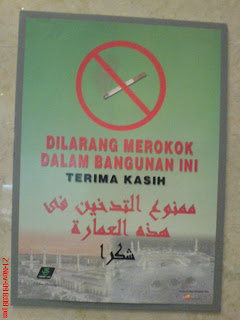 DILARANG MEROKOK
DALAM BANGUNAN INI
TERIMA KASIH
ممنوع التدخين فى
هذه العمارة
شكرا